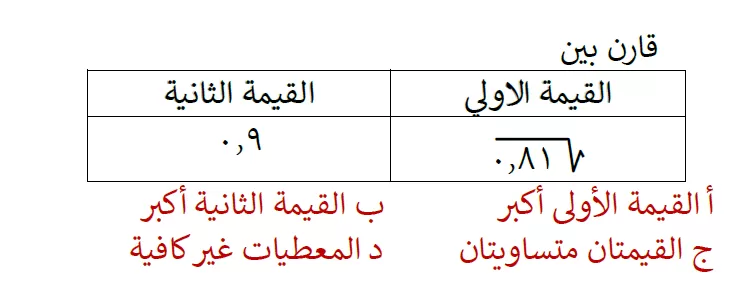 قارن بين
القيمة الاولي القيمة الثانية
√٠,٨١ ٠,٩
أ القيمة الأولى أكبر ب القيمة الثانية أكبر
ج القيمتان متساويتان د المعطيات غير كافية